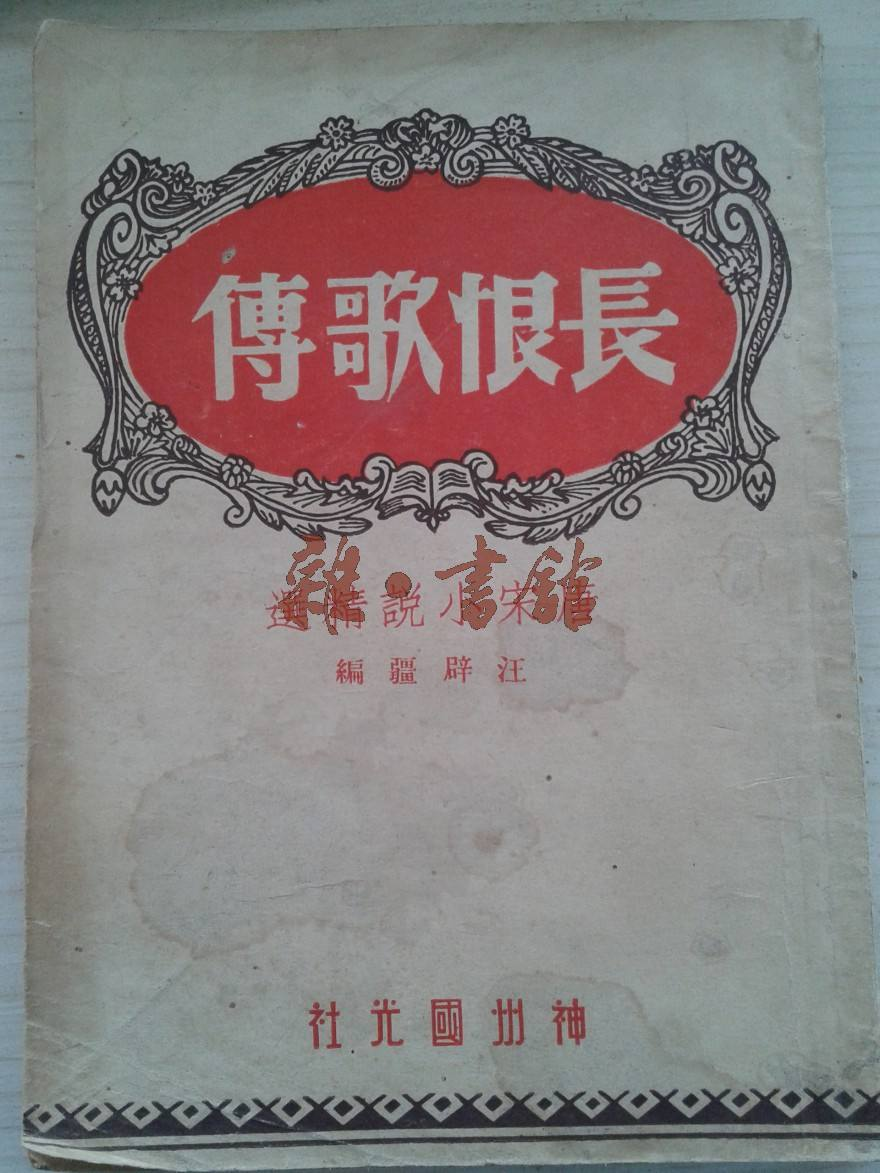 長恨歌傳
唐宋小說精選
汪辟疆編
神州國光社
雜·書館